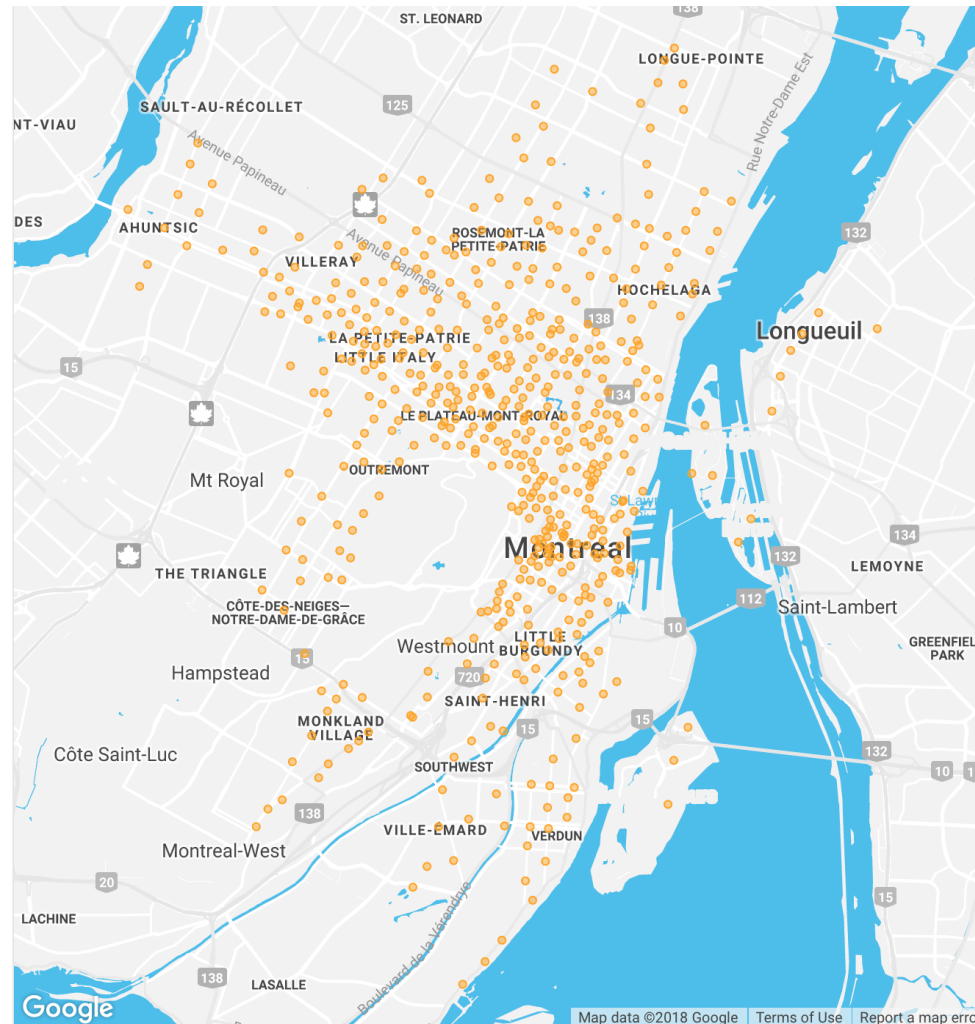 138
ST. LEONARD
LONGUE-POINTE
125
SAULT-AU-RÉCOLLET
NT-VIAU
Avenue Papineau
Rue Notre-Dame Est
DES
AHUNTSIC
132
ROSEMONT-LA
PETITE-PATRIE
Avenue Papineau
VILLERAY
HOCHELAGA
138
Longueuil
LA PETITE-PATRIE
LITTLE ITALY
15
134
LE PLATEAU-MONT-ROYAL
OUTREMONT
Mt Royal
St Lawr
134
Montreal
132
LEMOYNE
THE TRIANGLE
112
Saint-Lambert
CÔTE-DES-NEIGES—
NOTRE-DAME-DE-GRÂCE
10
LITTLE
BURGUNDY
Westmount
GREENFIEL
PARK
15
Hampstead
720
SAINT-HENRI
15
15
MONKLAND
VILLAGE
132
Côte Saint-Luc
SOUTHWEST
10
1
138
VILLE-EMARD
VERDUN
Montreal-West
20
15
LACHINE
Boulevard de la Vérendrye
138
LASALLE
Google
Map data ©2018 Google
Terms of Use
Report a map erro